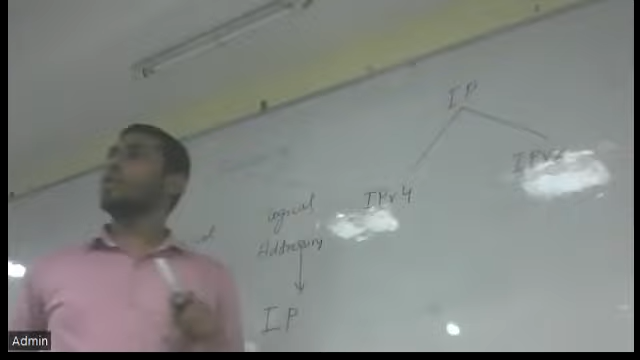 IP
IPv4
IPv6
logical
Addressing
IP
Admin